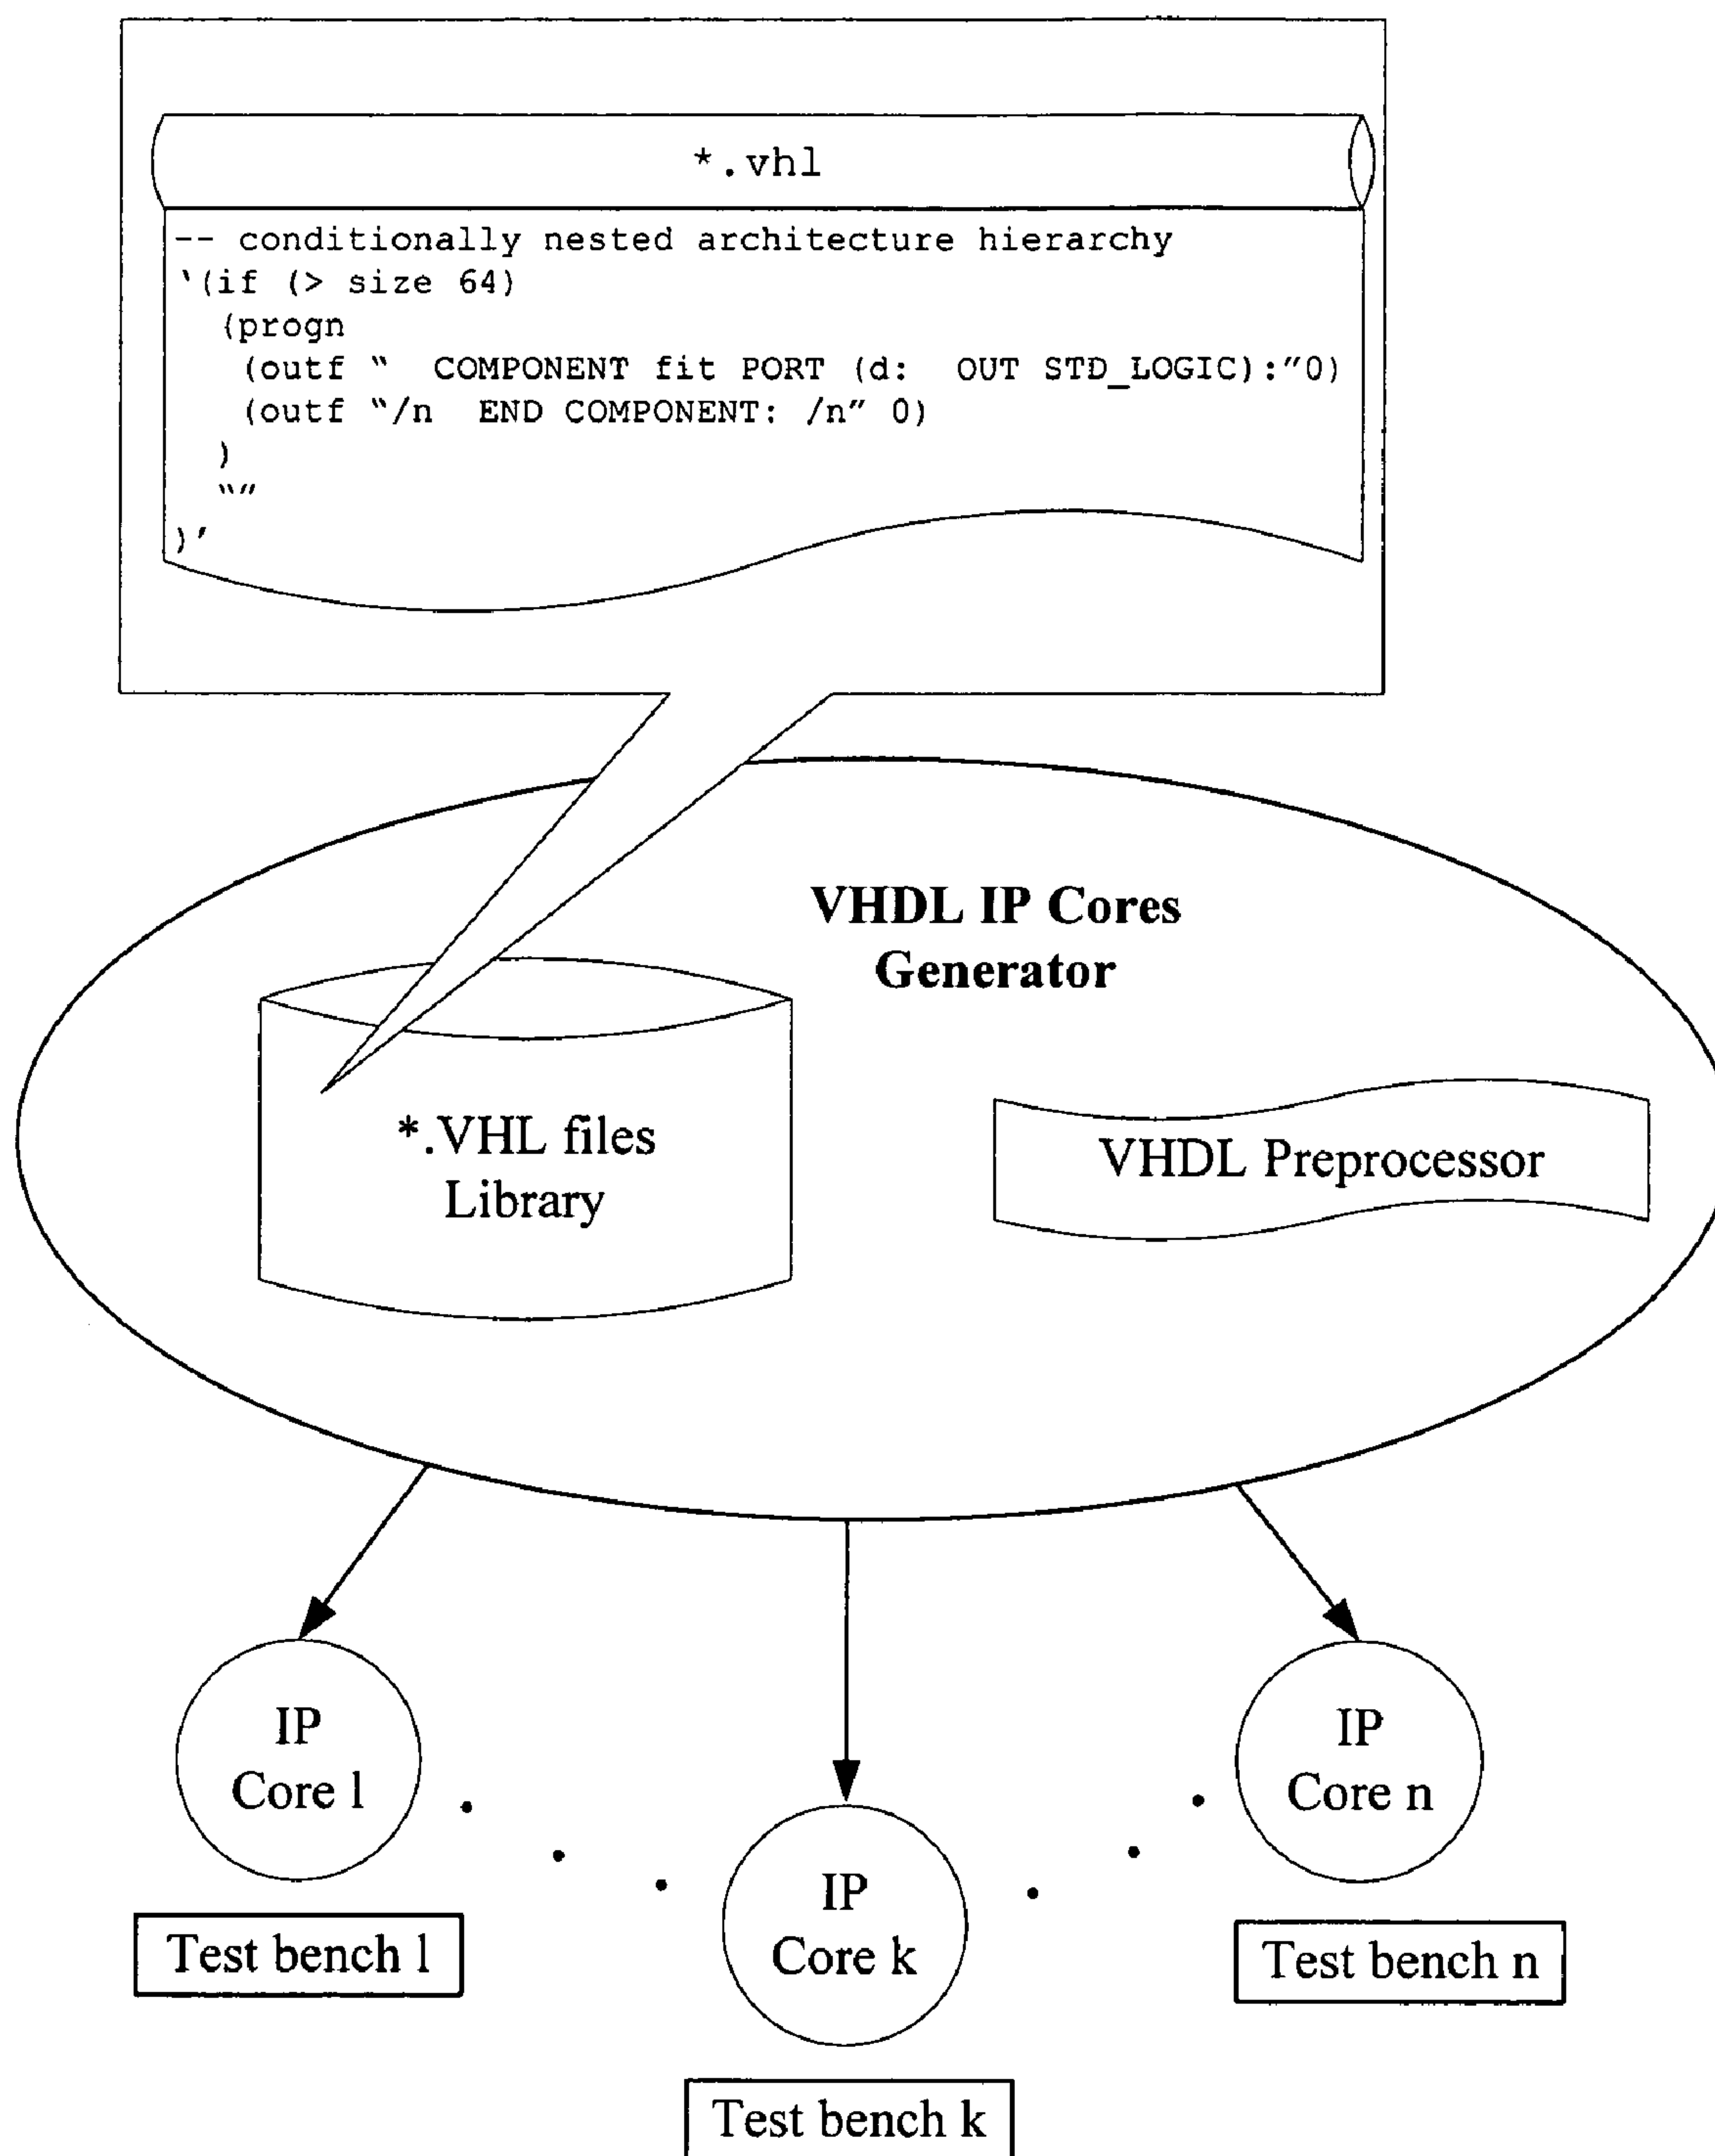 *.vhl
-- conditionally nested architecture hierarchy
‘(if (> size 64)
(progn
(outf “  COMPONENT fit PORT (d:  OUT STD_LOGIC):”0)
(outf “/n  END COMPONENT: /n” 0)
)
“”
)’
VHDL IP Cores
Generator
*.VHL files
Library
VHDL Preprocessor
IP
Core l
IP
Core k
IP
Core n
Test bench l
Test bench k
Test bench n